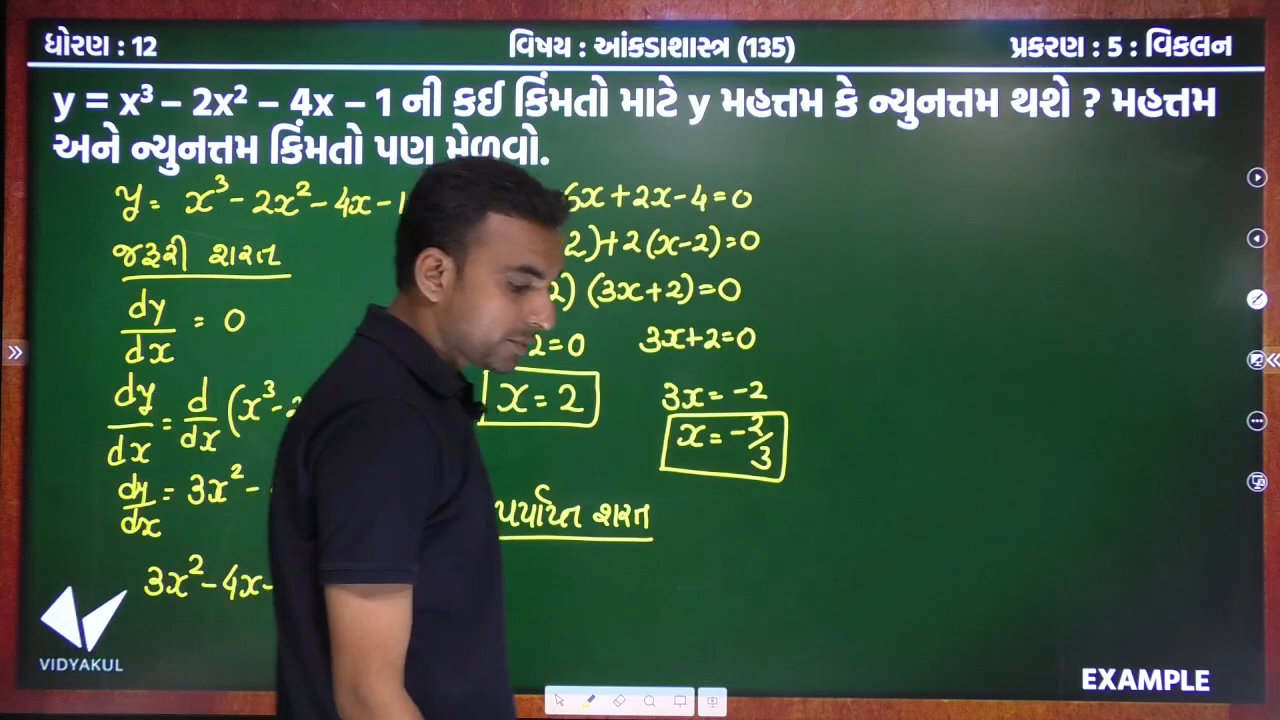 ધોરણ : 12
વિષય : આંકડાશાસ્ત્ર (135)
પ્રકરણ : 5 : વિકલન
y = x³ – 2x² – 4x – 1 ની કઈ કિંમતો માટે y મહત્તમ કે ન્યુનત્તમ થશે ? મહત્તમ
અને ન્યુનત્તમ કિંમતો પણ મેળવો.
y = x³ - 2x² - 4x - 1
જરૂરી શરત
dy/dx = 0
dy/dx = d/dx (x³ - 2
dy/dx = 3x² -
3x² - 4x -
6x + 2x - 4 = 0
2) + 2(x-2) = 0
2) (3x+2) = 0
2 = 0
3x+2 = 0
x = 2
3x = -2
x = -2/3
પર્યાપ્ત શરત
VIDYAKUL
EXAMPLE